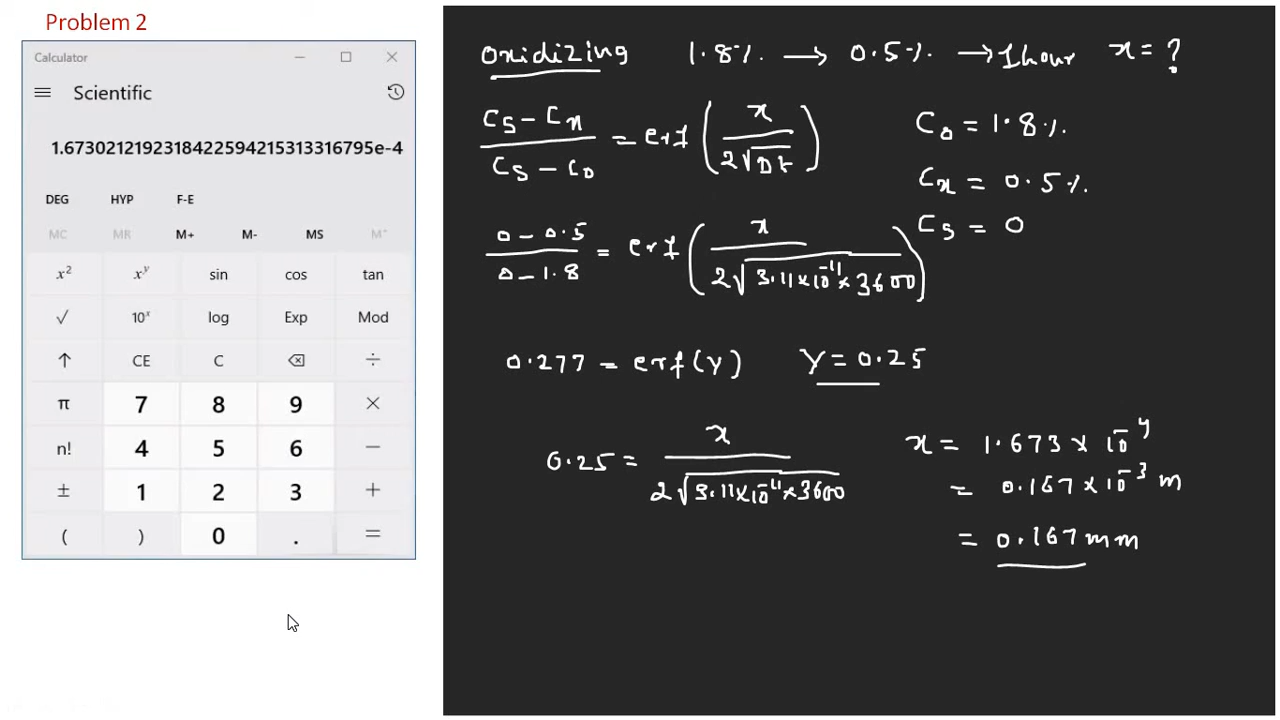 Problem 2
Calculator
Scientific
1.6730212192318422594215313316795e-4
DEG HYP F-E
MC MR M+ M- MS M˅
x² xʸ sin cos tan
√ 10ˣ log Exp Mod
↑ CE C ⌫ ÷
π 7 8 9 ×
n! 4 5 6 −
± 1 2 3 +
( ) 0 . =
Oxidizing 1.8% → 0.5% → 1 hour x = ?
(Cs − Cx) / (Cs − Co) = erf (x / 2√Dt)
Co = 1.8%
Cx = 0.5%
Cs = 0
(0 − 0.5) / (0 − 1.8) = erf (x / 2√3.11×10⁻¹¹×3600)
0.277 = erf(Y) Y = 0.25
0.25 = x / 2√3.11×10⁻¹¹×3600
x = 1.673 × 10⁻⁴
= 0.167 × 10⁻³ m
= 0.167 mm